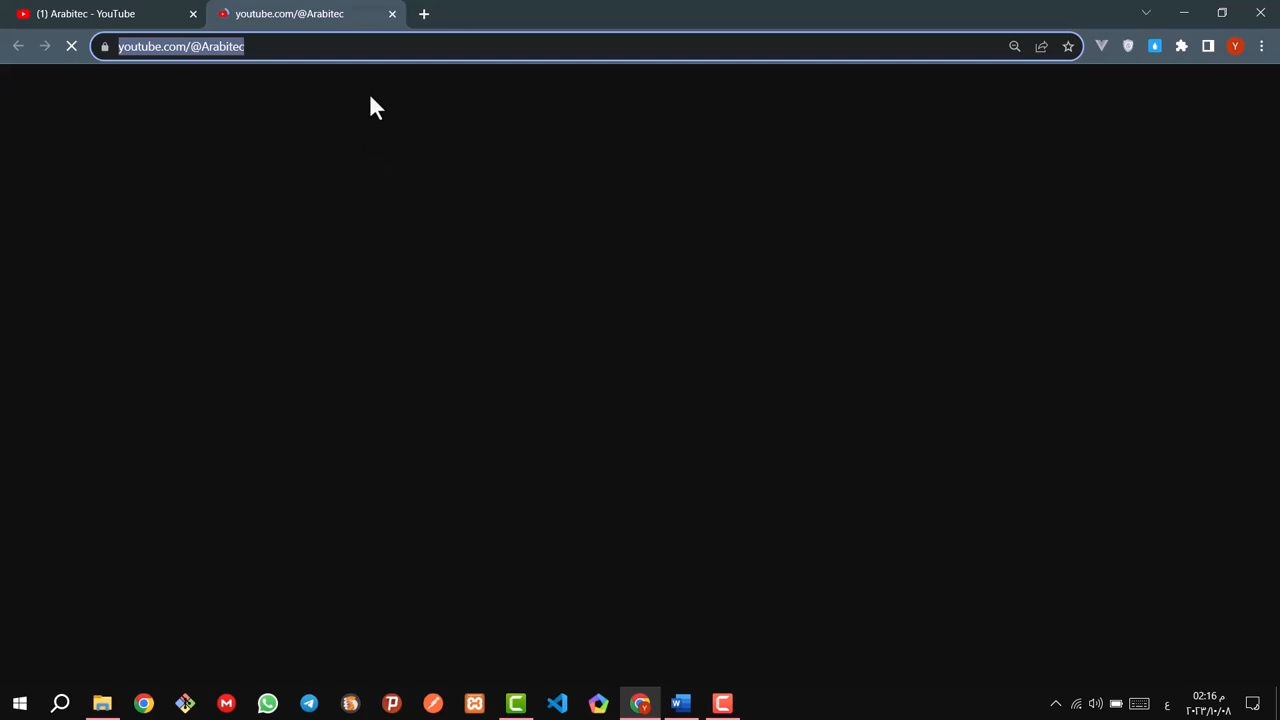 (1) Arabitec - YouTube
youtube.com/@Arabitec
youtube.com/@Arabitec
Y
ع
02:16 م
٢٠٢٣/١٠/٠٨